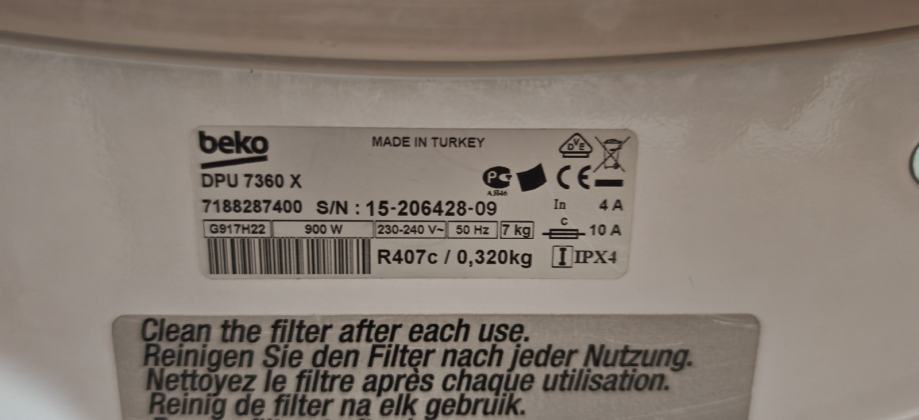 beko
MADE IN TURKEY
DPU 7360 X
7188287400 S/N : 15-206428-09
In 4 A
G917H22 900 W 230-240 V~ 50 Hz 7 kg
C 10 A
R407c / 0,320kg
I IPX4
Clean the filter after each use.
Reinigen Sie den Filter nach jeder Nutzung.
Nettoyez le filtre après chaque utilisation.
Reinig de filter na elk gebruik.